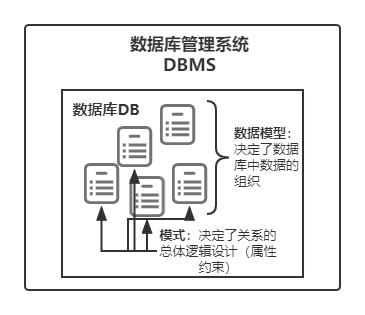 数据库管理系统
DBMS
数据库DB
数据模型：
决定了数据
库中数据的
组织
模式：决定了关系的
总体逻辑设计（属性
约束）